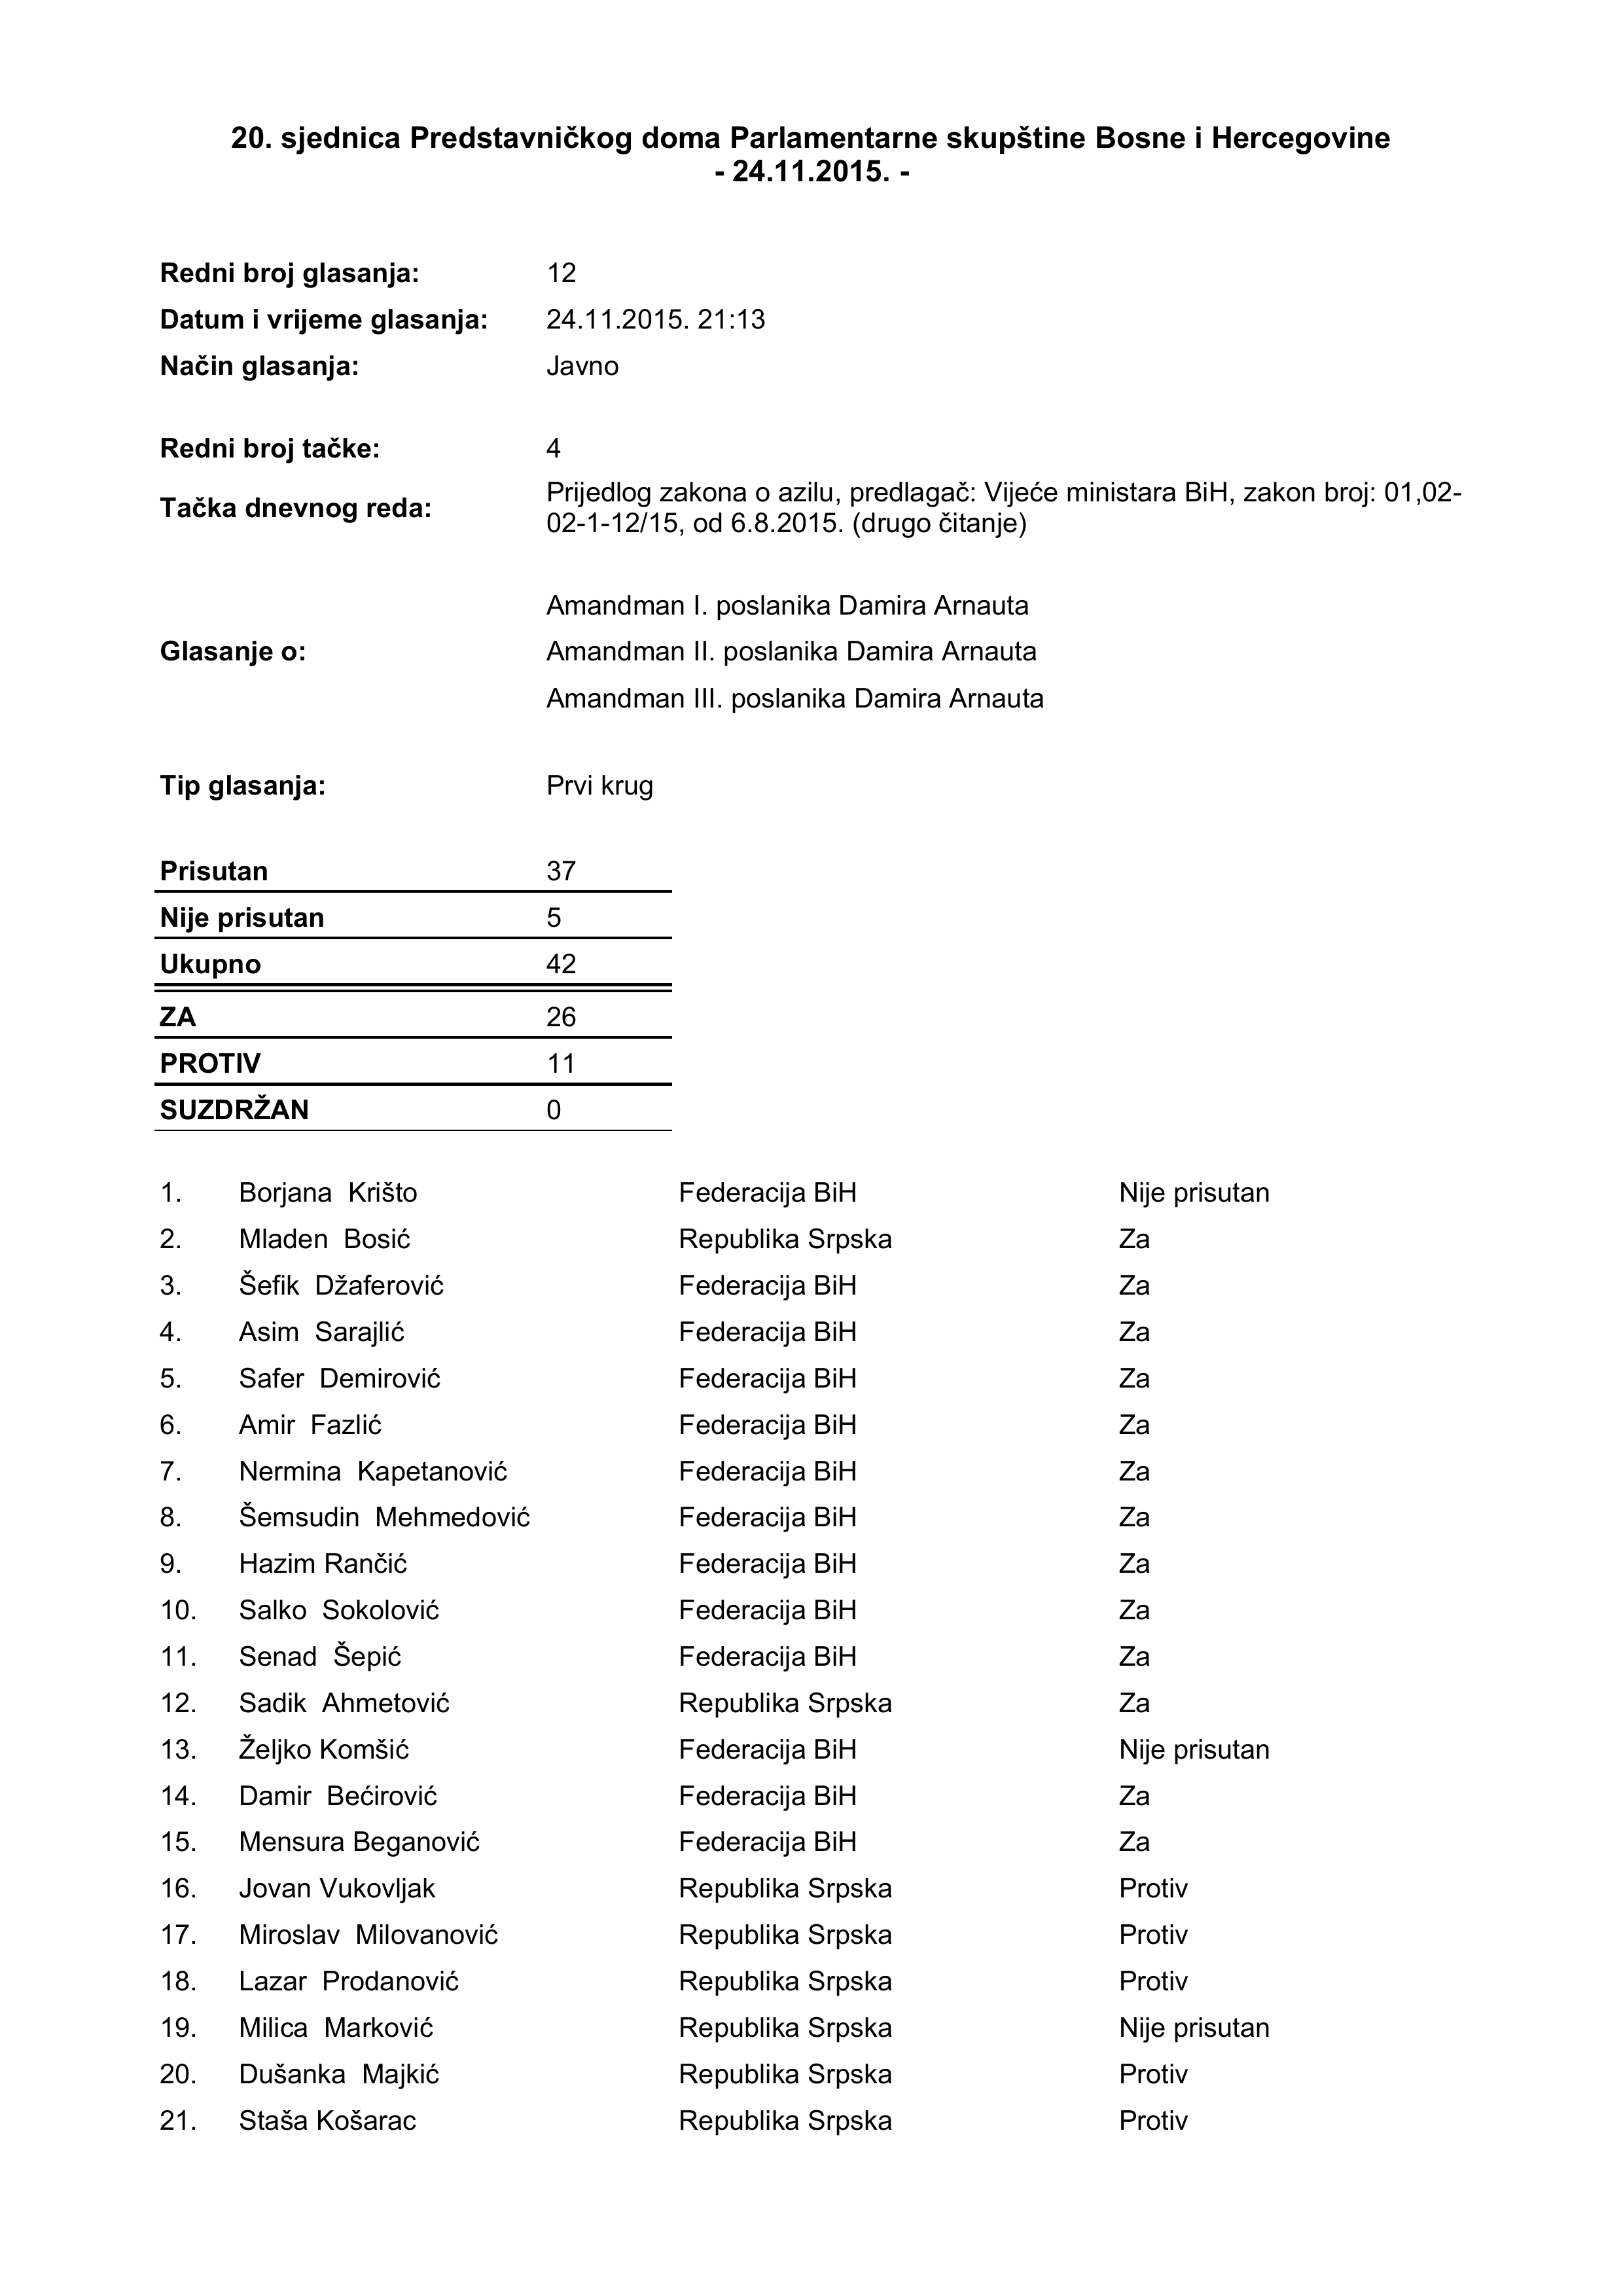 20. sjednica Predstavničkog doma Parlamentarne skupštine Bosne i Hercegovine
- 24.11.2015. -
Redni broj glasanja: 12
Datum i vrijeme glasanja: 24.11.2015. 21:13
Način glasanja: Javno
Redni broj tačke: 4
Tačka dnevnog reda: Prijedlog zakona o azilu, predlagač: Vijeće ministara BiH, zakon broj: 01,02-
02-1-12/15, od 6.8.2015. (drugo čitanje)
Amandman I. poslanika Damira Arnauta
Glasanje o: Amandman II. poslanika Damira Arnauta
Amandman III. poslanika Damira Arnauta
Tip glasanja: Prvi krug
Prisutan 37
Nije prisutan 5
Ukupno 42
ZA 26
PROTIV 11
SUZDRŽAN 0
1. Borjana Krišto Federacija BiH Nije prisutan
2. Mladen Bosić Republika Srpska Za
3. Šefik Džaferović Federacija BiH Za
4. Asim Sarajlić Federacija BiH Za
5. Safer Demirović Federacija BiH Za
6. Amir Fazlić Federacija BiH Za
7. Nermina Kapetanović Federacija BiH Za
8. Šemsudin Mehmedović Federacija BiH Za
9. Hazim Rančić Federacija BiH Za
10. Salko Sokolović Federacija BiH Za
11. Senad Šepić Federacija BiH Za
12. Sadik Ahmetović Republika Srpska Za
13. Željko Komšić Federacija BiH Nije prisutan
14. Damir Bećirović Federacija BiH Za
15. Mensura Beganović Federacija BiH Za
16. Jovan Vukovljak Republika Srpska Protiv
17. Miroslav Milovanović Republika Srpska Protiv
18. Lazar Prodanović Republika Srpska Protiv
19. Milica Marković Republika Srpska Nije prisutan
20. Dušanka Majkić Republika Srpska Protiv
21. Staša Košarac Republika Srpska Protiv